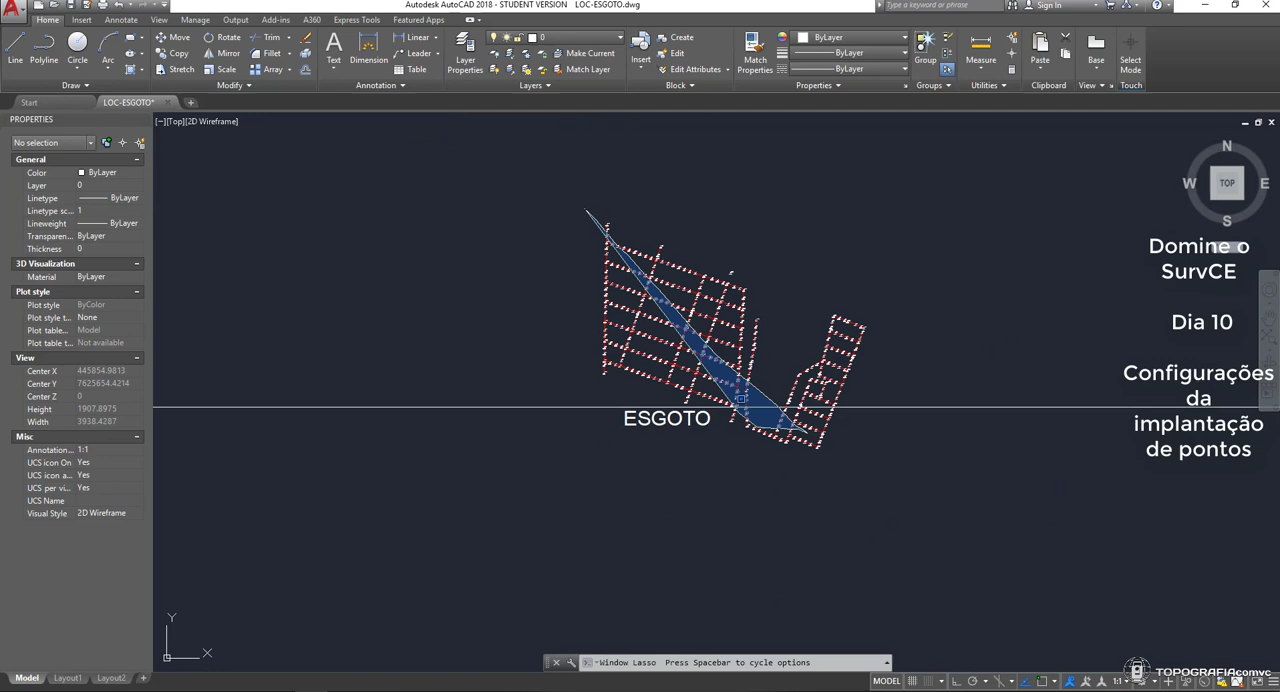 Autodesk AutoCAD 2018 - STUDENT VERSION LOC-ESGOTO.dwg
Type a keyword or phrase
Sign In
Home Insert Annotate View Manage Output Add-ins A360 Express Tools Featured Apps
Line Polyline Circle Arc
Move Rotate Trim
Copy Mirror Fillet
Stretch Scale Array
Text Dimension
Linear
Leader
Table
Layer Properties
0
Make Current
Match Layer
Insert
Create
Edit
Edit Attributes
Match Properties
ByLayer
ByLayer
ByLayer
Group
Measure
Paste
Base
Select Mode
Draw Modify Annotation Layers Block Properties Groups Utilities Clipboard View Touch
Start LOC-ESGOTO*
PROPERTIES
[−][Top][2D Wireframe]
No selection
General
Color ByLayer
Layer 0
Linetype ByLayer
Linetype sc... 1
Lineweight ByLayer
Transparen... ByLayer
Thickness 0
3D Visualization
Material ByLayer
Plot style
Plot style ByColor
Plot style t... None
Plot table... Model
Plot table t... Not available
View
Center X 445854.9813
Center Y 7625654.4214
Center Z 0
Height 1907.8975
Width 3938.4287
Misc
Annotation... 1:1
UCS icon On Yes
UCS icon a... Yes
UCS per vi... Yes
UCS Name
Visual Style 2D Wireframe
N
W TOP E
S
Domine o
SurvCE
Dia 10
Configurações
da
implantação
de pontos
ESGOTO
Y
X
Window Lasso Press Spacebar to cycle options
TOPOGRAFIAcomvc
Model Layout1 Layout2
MODEL
1:1